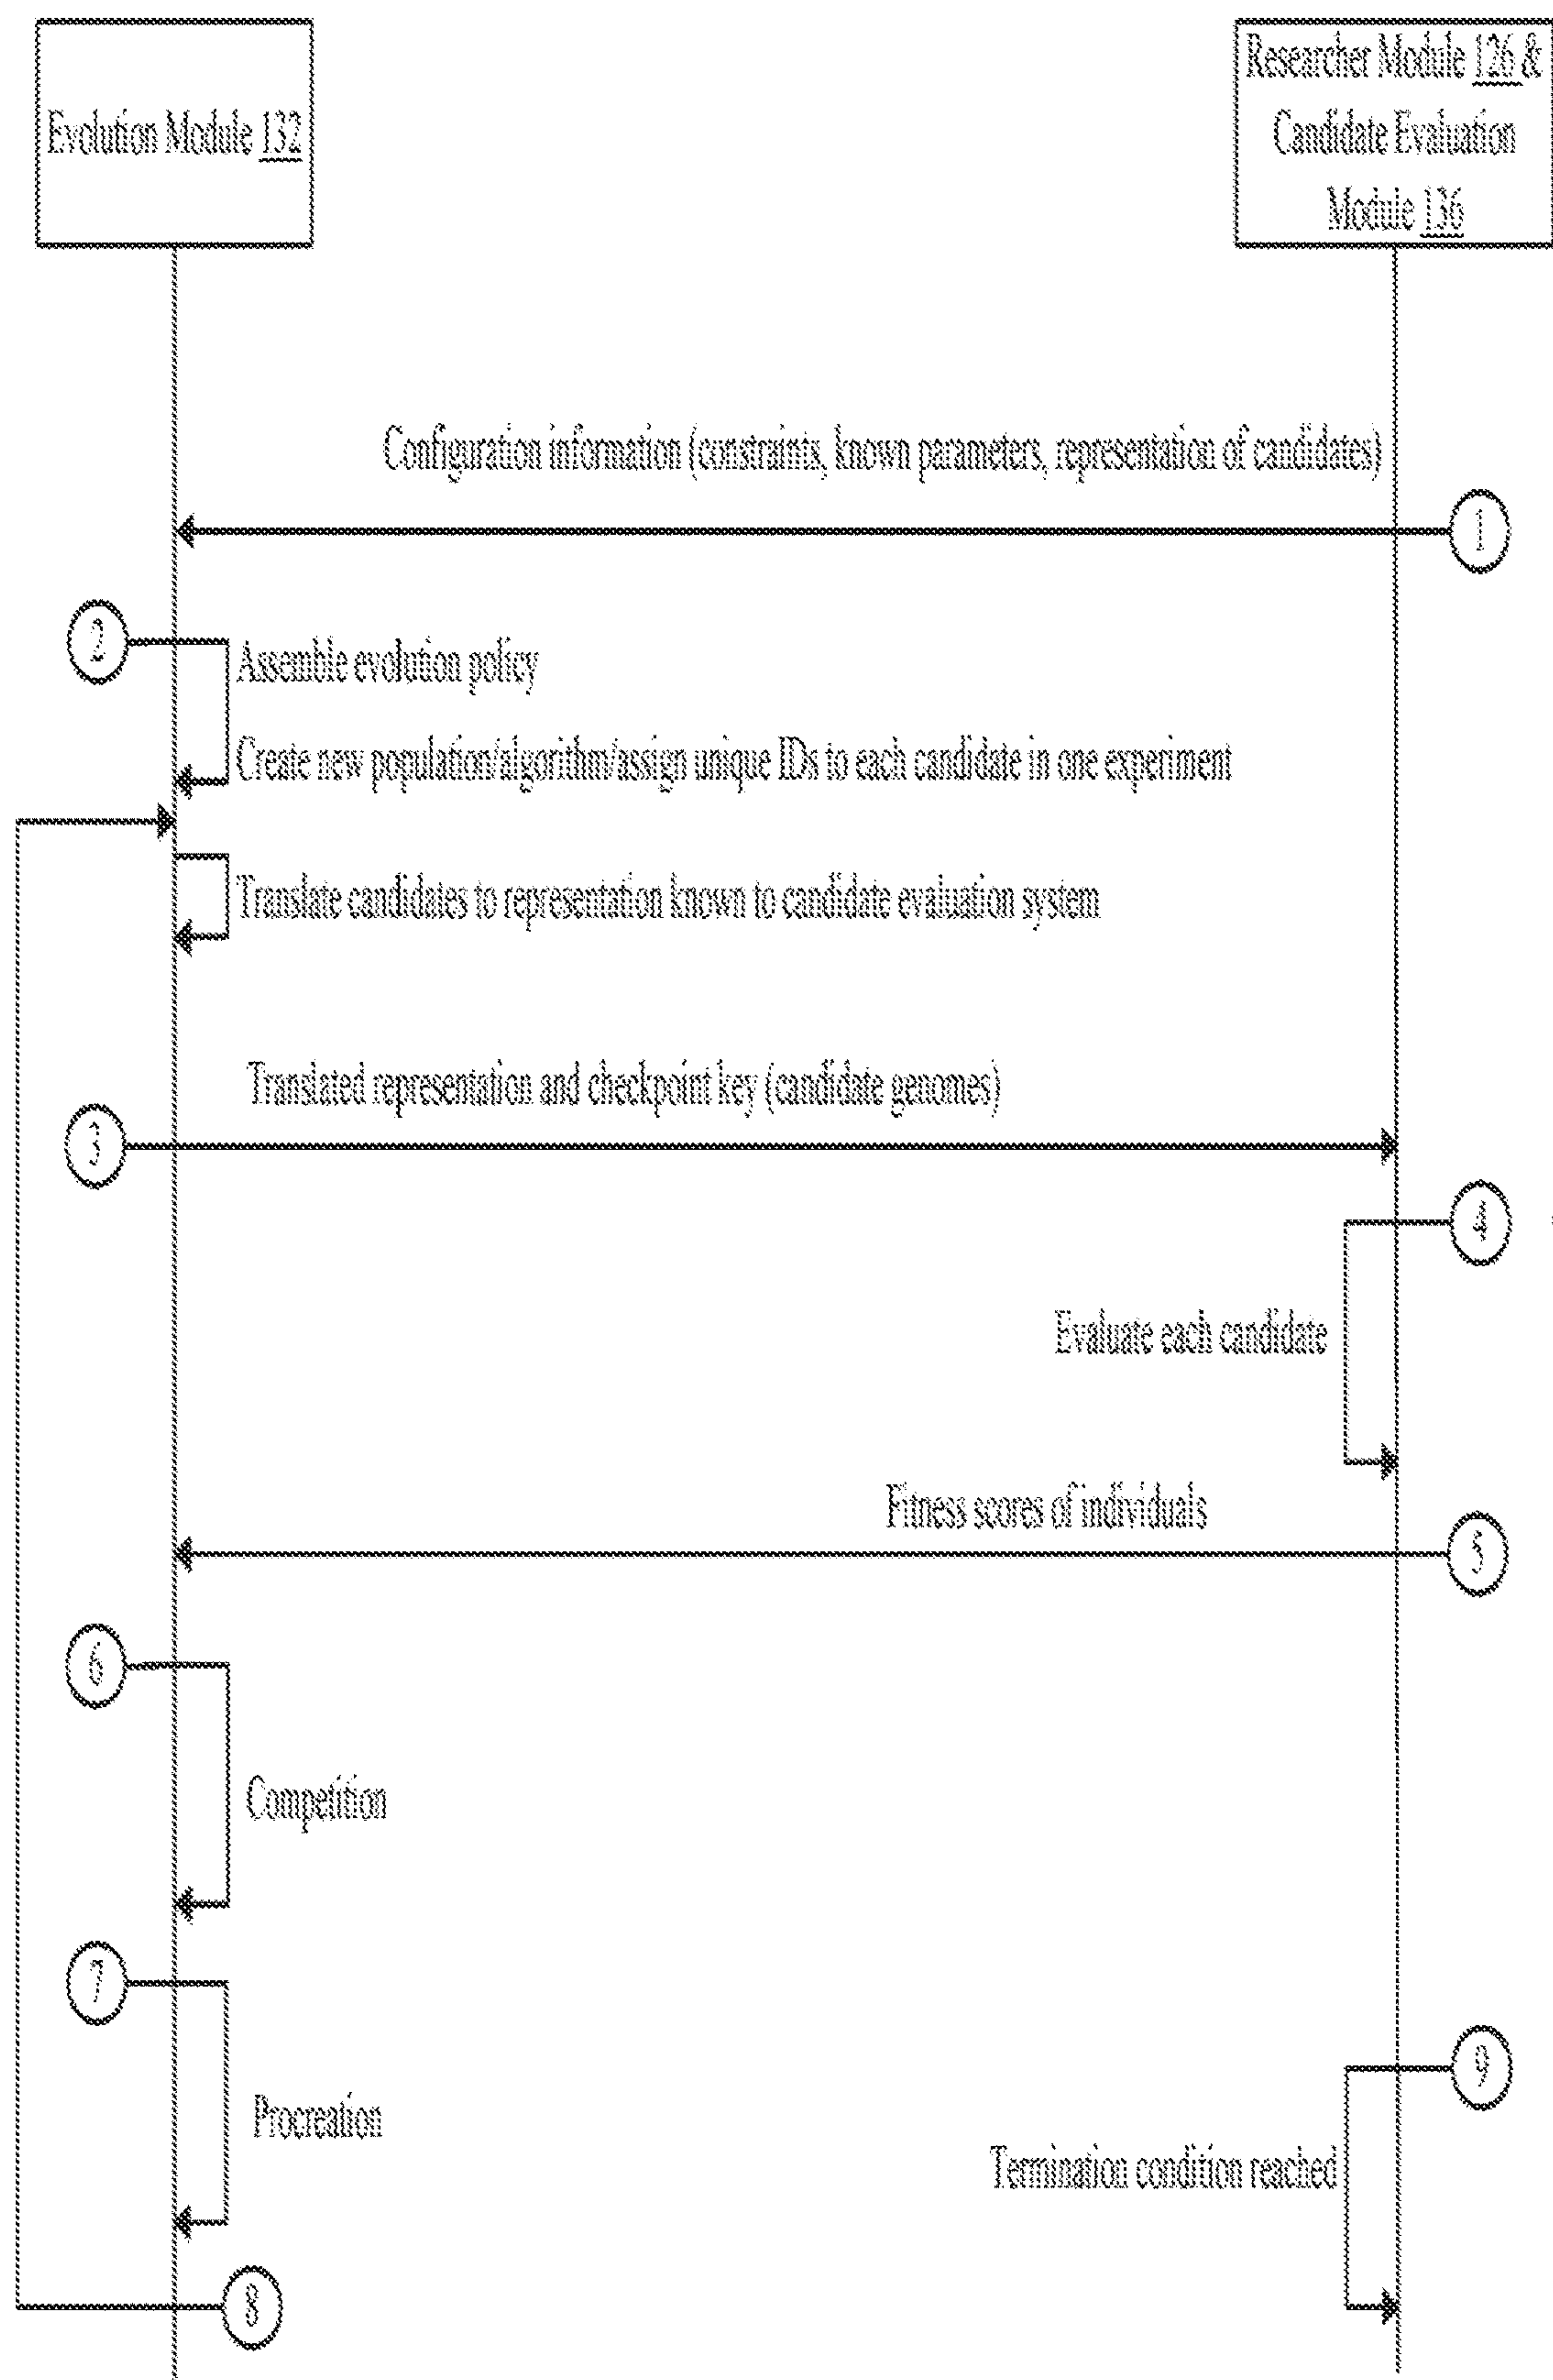 Evolution Module 132
Researcher Module 126 &
Candidate Evaluation
Module 136
Configuration information (constraints, known parameters, representation of candidates)
1
2
Assemble evolution policy
Create new population/algorithm/assign unique IDs to each candidate in one experiment
Translate candidates to representation known to candidate evaluation system
Translated representation and checkpoint key (candidate genomes)
3
4
Evaluate each candidate
Fitness scores of individuals
5
6
Competition
7
9
Procreation
Termination condition reached
8